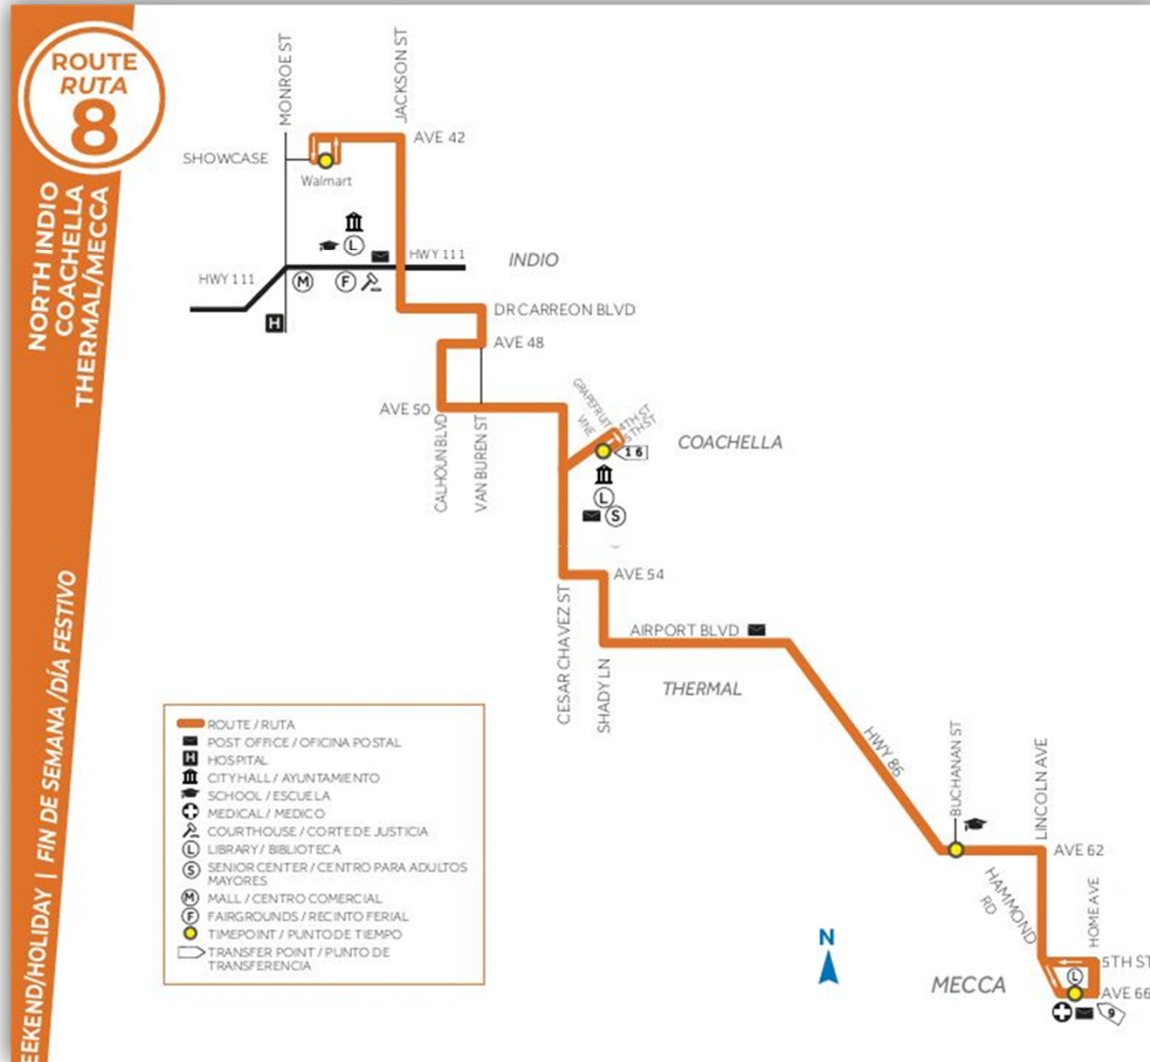 ROUTE
RUTA
8
NORTH INDIO
COACHELLA
THERMAL/MECCA
EEKEND/HOLIDAY | FIN DE SEMANA /DÍA FESTIVO
MONROE ST
JACKSON ST
AVE 42
SHOWCASE
Walmart
L
HWY 111
INDIO
HWY 111
M
F
H
DR CARREON BLVD
AVE 48
AVE 50
CALHOUN BLVD
VAN BUREN ST
GRAPEFRUIT
VINE
4TH ST
5TH ST
1 6
COACHELLA
L
S
AVE 54
CESAR CHAVEZ ST
SHADY LN
AIRPORT BLVD
THERMAL
HWY 86
BUCHANAN ST
LINCOLN AVE
AVE 62
HAMMOND
RD
HOME AVE
5TH ST
L
AVE 66
MECCA
9
N
ROUTE / RUTA
POST OFFICE / OFICINA POSTAL
H HOSPITAL
CITY HALL / AYUNTAMIENTO
SCHOOL / ESCUELA
MEDICAL / MEDICO
COURTHOUSE / CORTE DE JUSTICIA
L LIBRARY / BIBLIOTECA
S SENIOR CENTER / CENTRO PARA ADULTOS
MAYORES
M MALL / CENTRO COMERCIAL
F FAIRGROUNDS / RECINTO FERIAL
TIMEPOINT / PUNTO DE TIEMPO
TRANSFER POINT / PUNTO DE
TRANSFERENCIA